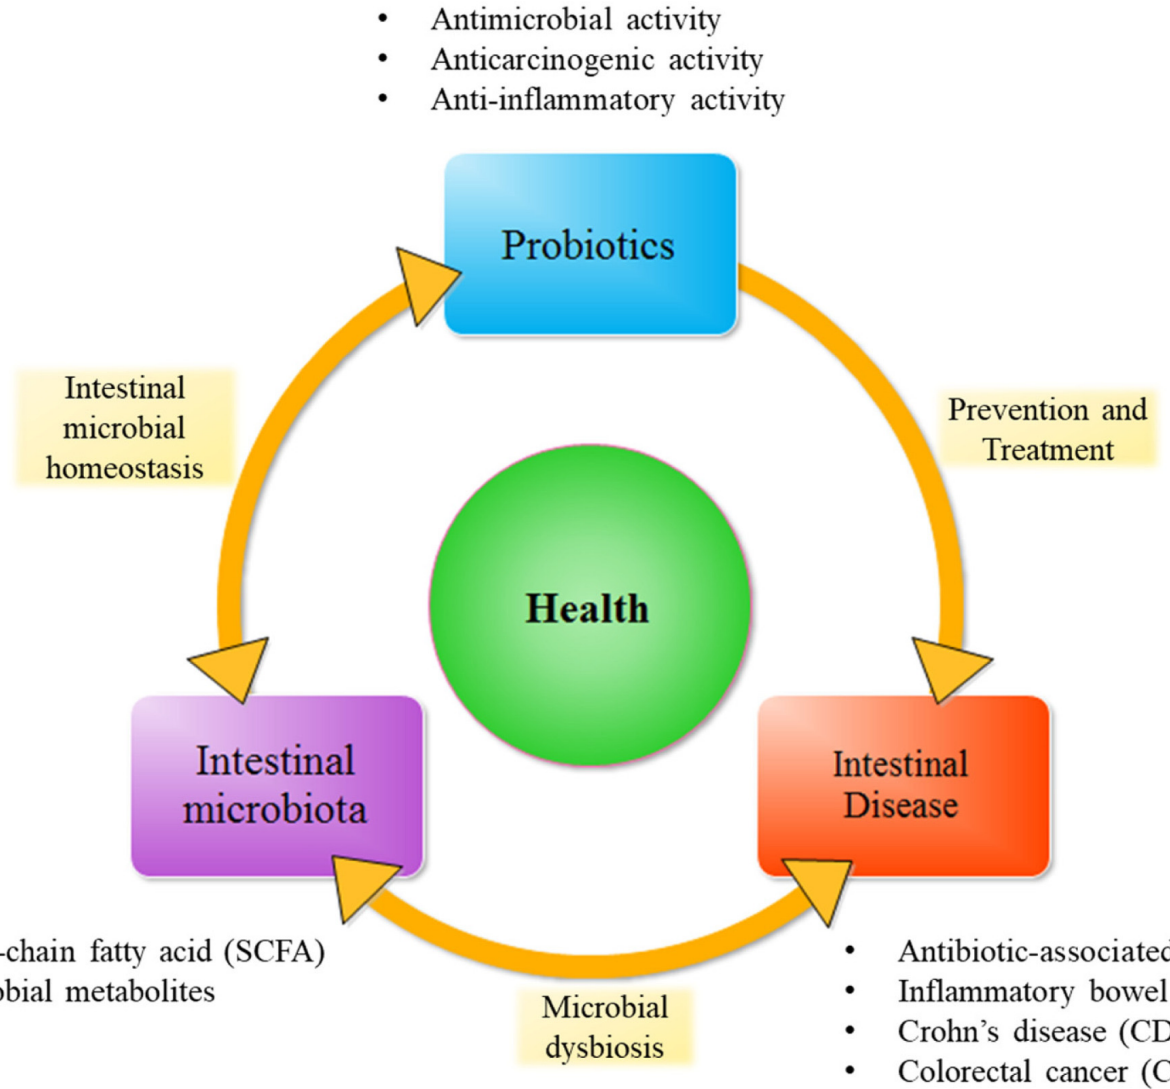 • Antimicrobial activity
• Anticarcinogenic activity
• Anti-inflammatory activity
Probiotics
Intestinal
microbial
homeostasis
Prevention and
Treatment
Health
Intestinal
microbiota
Intestinal
Disease
-chain fatty acid (SCFA)
obial metabolites
Microbial
dysbiosis
• Antibiotic-associated
• Inflammatory bowel
• Crohn’s disease (CD
• Colorectal cancer (C